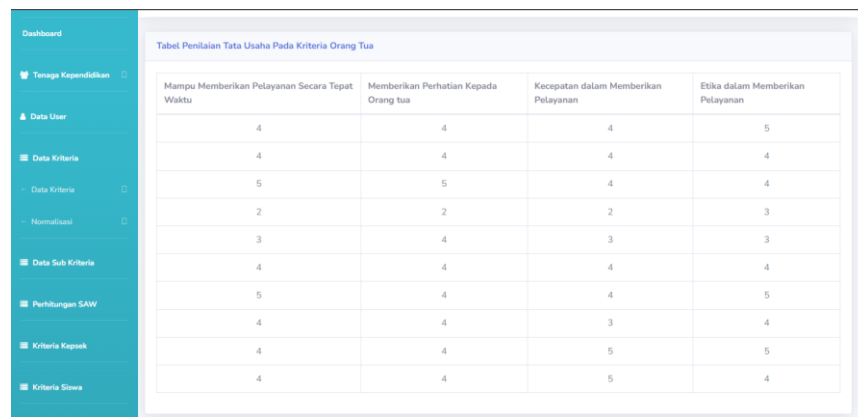 Dashboard
Tenaga Kependidikan
Data User
Data Kriteria
Data Kriteria
Normalisasi
Data Sub Kriteria
Perhitungan SAW
Kriteria Kepsek
Kriteria Siswa
Tabel Penilaian Tata Usaha Pada Kriteria Orang Tua
Mampu Memberikan Pelayanan Secara Tepat Waktu Memberikan Perhatian Kepada Orang tua Kecepatan dalam Memberikan Pelayanan Etika dalam Memberikan Pelayanan
4 4 4 5
4 4 4 4
5 5 4 4
2 2 2 3
3 4 3 3
4 4 4 4
5 4 4 5
4 4 3 4
4 4 5 5
4 4 5 4